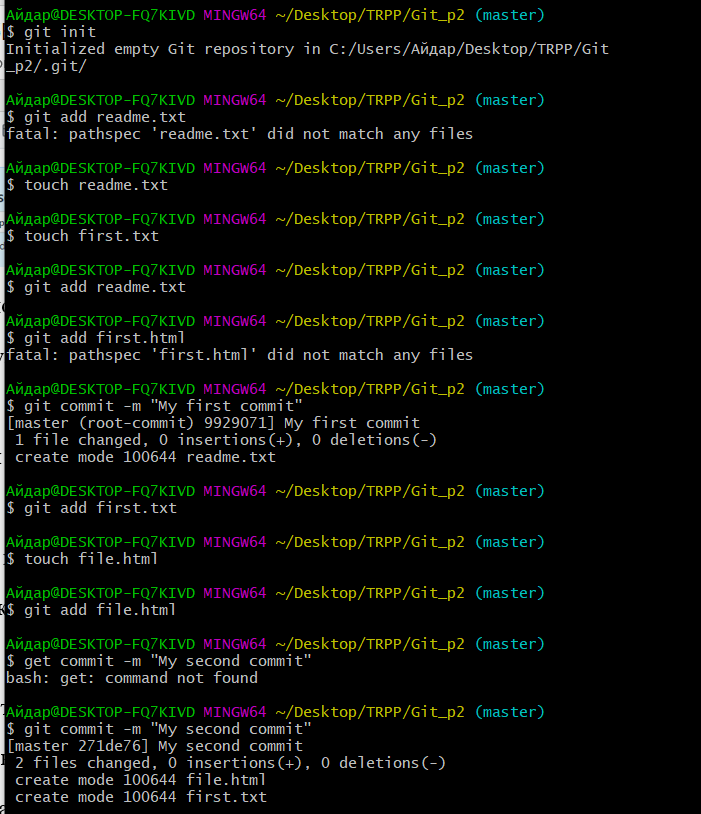 Айдар@DESKTOP-FQ7KIVD MINGW64 ~/Desktop/TRPP/Git_p2 (master)
$ git init
Initialized empty Git repository in C:/Users/Айдар/Desktop/TRPP/Git
_p2/.git/
Айдар@DESKTOP-FQ7KIVD MINGW64 ~/Desktop/TRPP/Git_p2 (master)
$ git add readme.txt
fatal: pathspec 'readme.txt' did not match any files
Айдар@DESKTOP-FQ7KIVD MINGW64 ~/Desktop/TRPP/Git_p2 (master)
$ touch readme.txt
Айдар@DESKTOP-FQ7KIVD MINGW64 ~/Desktop/TRPP/Git_p2 (master)
$ touch first.txt
Айдар@DESKTOP-FQ7KIVD MINGW64 ~/Desktop/TRPP/Git_p2 (master)
$ git add readme.txt
Айдар@DESKTOP-FQ7KIVD MINGW64 ~/Desktop/TRPP/Git_p2 (master)
$ git add first.html
fatal: pathspec 'first.html' did not match any files
Айдар@DESKTOP-FQ7KIVD MINGW64 ~/Desktop/TRPP/Git_p2 (master)
$ git commit -m "My first commit"
[master (root-commit) 9929071] My first commit
 1 file changed, 0 insertions(+), 0 deletions(-)
 create mode 100644 readme.txt
Айдар@DESKTOP-FQ7KIVD MINGW64 ~/Desktop/TRPP/Git_p2 (master)
$ git add first.txt
Айдар@DESKTOP-FQ7KIVD MINGW64 ~/Desktop/TRPP/Git_p2 (master)
$ touch file.html
Айдар@DESKTOP-FQ7KIVD MINGW64 ~/Desktop/TRPP/Git_p2 (master)
$ git add file.html
Айдар@DESKTOP-FQ7KIVD MINGW64 ~/Desktop/TRPP/Git_p2 (master)
$ get commit -m "My second commit"
bash: get: command not found
Айдар@DESKTOP-FQ7KIVD MINGW64 ~/Desktop/TRPP/Git_p2 (master)
$ git commit -m "My second commit"
[master 271de76] My second commit
 2 files changed, 0 insertions(+), 0 deletions(-)
 create mode 100644 file.html
 create mode 100644 first.txt